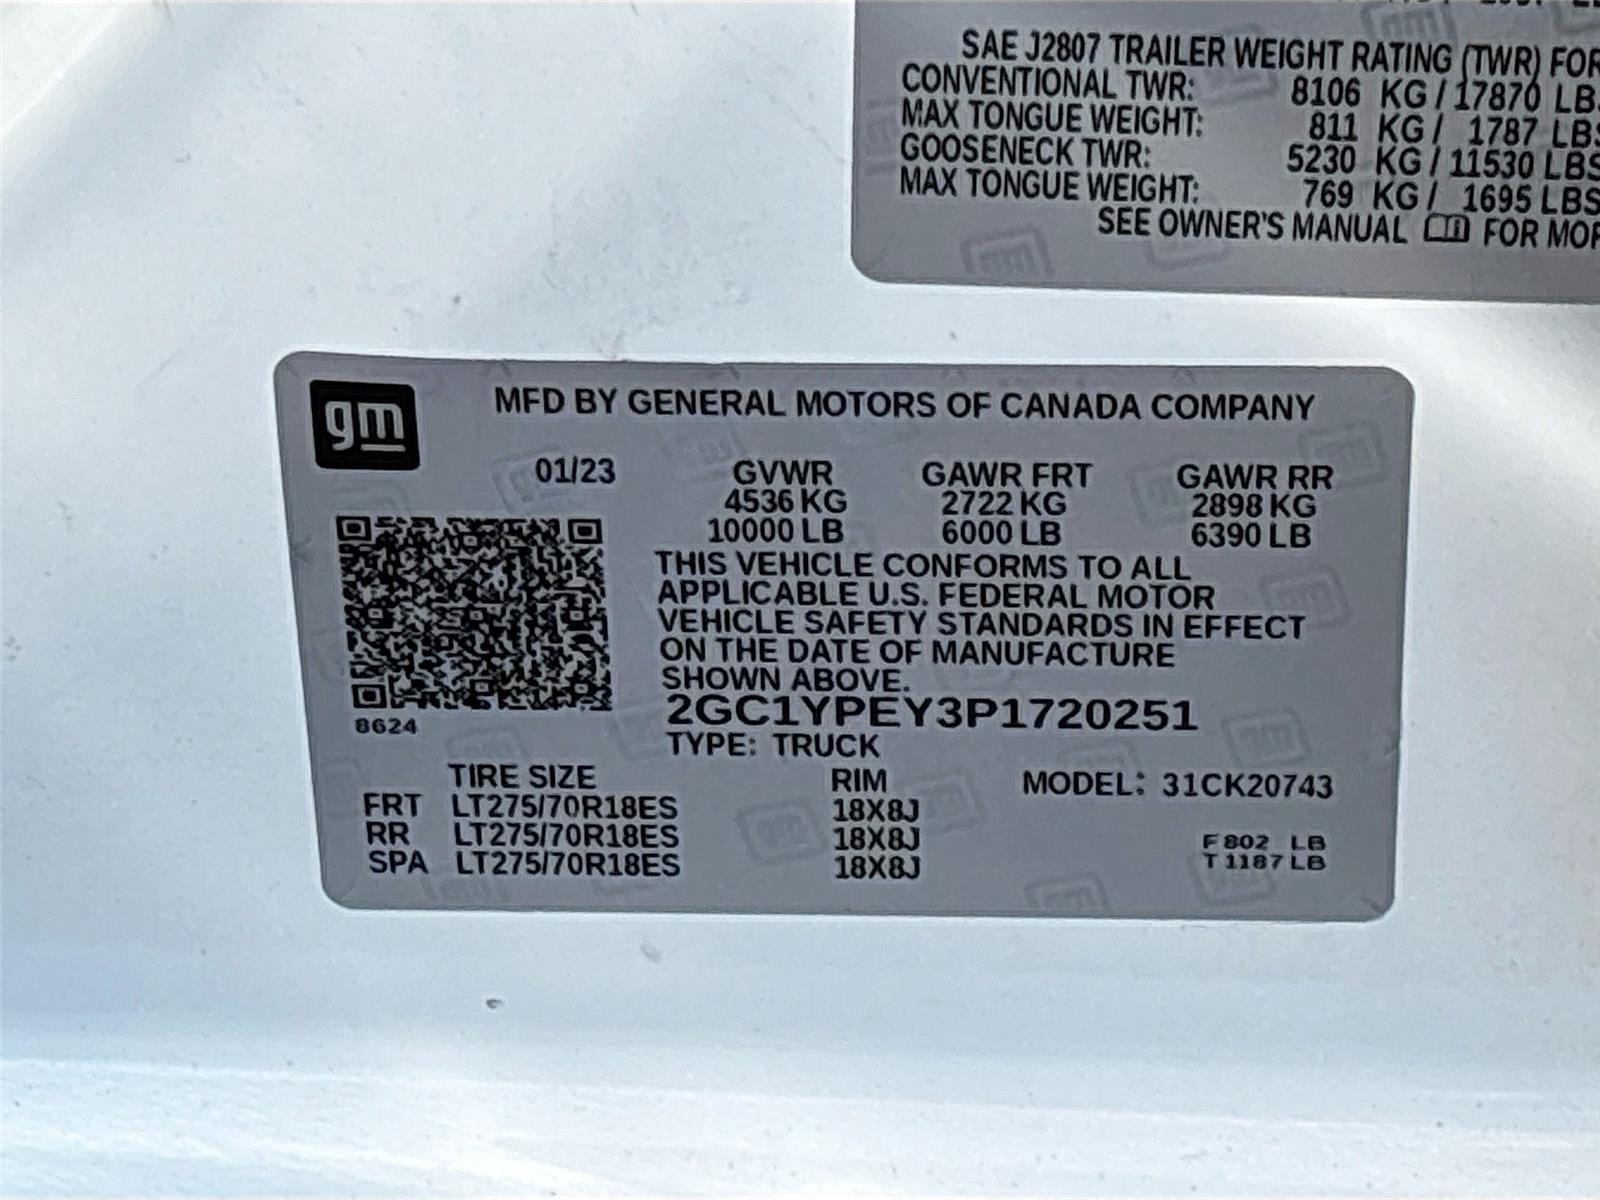 SAE J2807 TRAILER WEIGHT RATING (TWR) FOR
CONVENTIONAL TWR: 8106 KG / 17870 LBS
MAX TONGUE WEIGHT: 811 KG / 1787 LBS
GOOSENECK TWR: 5230 KG / 11530 LBS
MAX TONGUE WEIGHT: 769 KG / 1695 LBS
SEE OWNER'S MANUAL FOR
gm
MFD BY GENERAL MOTORS OF CANADA COMPANY
01/23 GVWR GAWR FRT GAWR RR
4536 KG 2722 KG 2898 KG
10000 LB 6000 LB 6390 LB
THIS VEHICLE CONFORMS TO ALL
APPLICABLE U.S. FEDERAL MOTOR
VEHICLE SAFETY STANDARDS IN EFFECT
ON THE DATE OF MANUFACTURE
SHOWN ABOVE.
2GC1YPEY3P1720251
8624
TYPE: TRUCK
TIRE SIZE RIM MODEL: 31CK20743
FRT LT275/70R18ES 18X8J
RR LT275/70R18ES 18X8J
SPA LT275/70R18ES 18X8J
F 802 LB
T 1187 LB